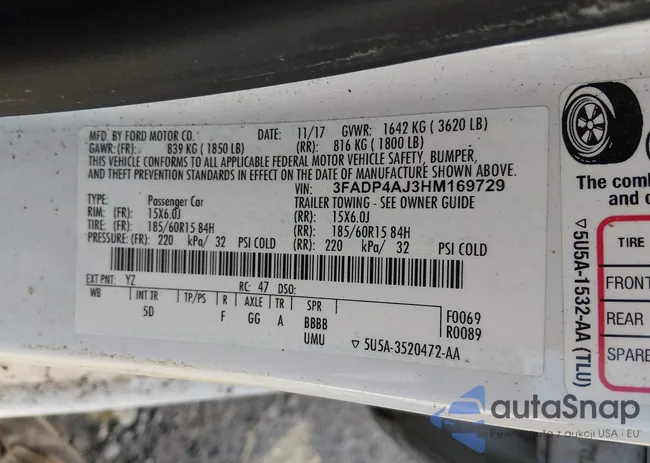 MFD. BY FORD MOTOR CO. DATE: 11/17 GVWR: 1642 KG ( 3620 LB)
GAWR: (FR): 839 KG ( 1850 LB) (RR): 816 KG ( 1800 LB)
THIS VEHICLE CONFORMS TO ALL APPLICABLE FEDERAL MOTOR VEHICLE SAFETY, BUMPER,
AND THEFT PREVENTION STANDARDS IN EFFECT ON THE DATE OF MANUFACTURE SHOWN ABOVE.
VIN: 3FADP4AJ3HM169729
TYPE: Passenger Car TRAILER TOWING - SEE OWNER GUIDE
RIM: (FR): 15X6.0J (RR): 15X6.0J
TIRE: (FR): 185/60R15 84H (RR): 185/60R15 84H
PRESSURE: (FR): 220 kPa/ 32 PSI COLD (RR): 220 kPa/ 32 PSI COLD
EXT PNT: YZ RC: 47 DSO:
WB INT TR TP/PS R AXLE TR SPR
5D F GG A BBBB F0069
UMU R0089
▽ 5U5A-3520472-AA
The comb
and c
TIRE
FRONT
REAR
SPARE
▽ 5U5A-1532-AA (TLU)
autaSnap
Pewne auta z aukcji USA i EU